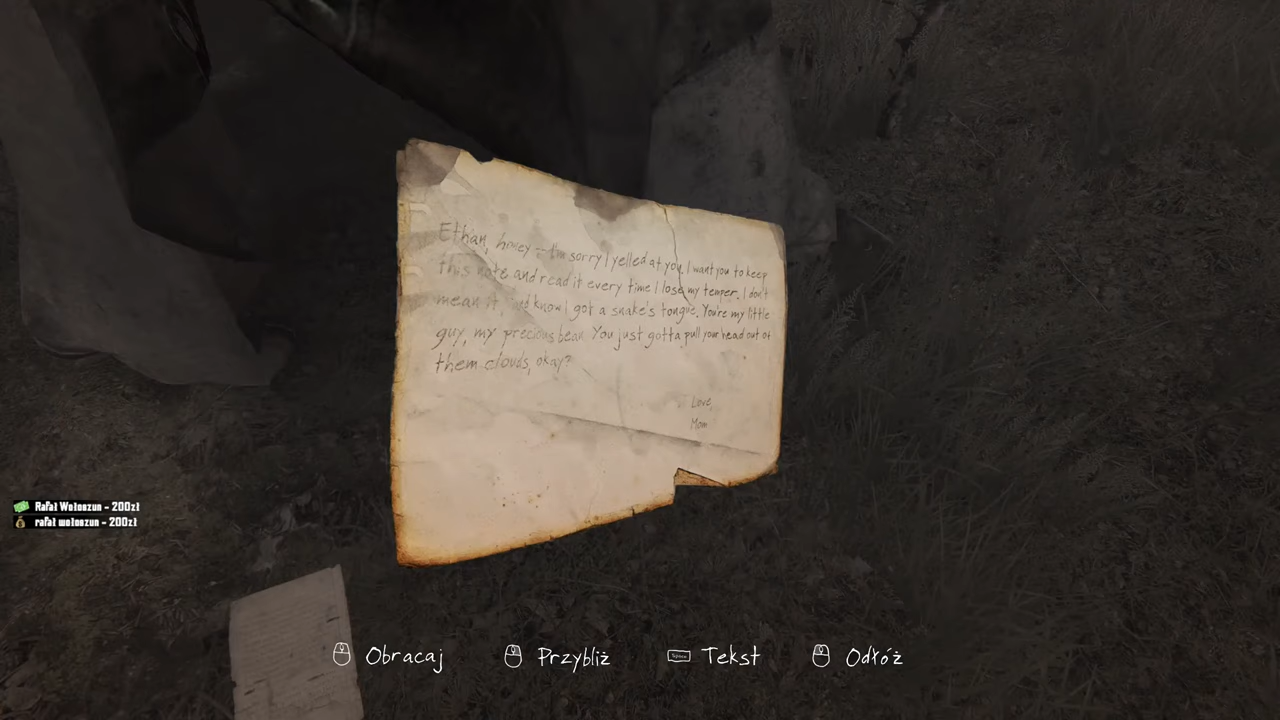 Ethan, honey – I'm sorry I yelled at you. I want you to keep
this note and read it every time I lose my temper. I don't
mean it, and know I got a snake's tongue. You're my little
guy, my precious bean. You just gotta pull your head out of
them clouds, okay?
Love,
Mom
Rafał Wołoszun - 200zł
rafał wołoszun - 200zł
Obracaj
Przybliż
Space
Tekst
Odłóż